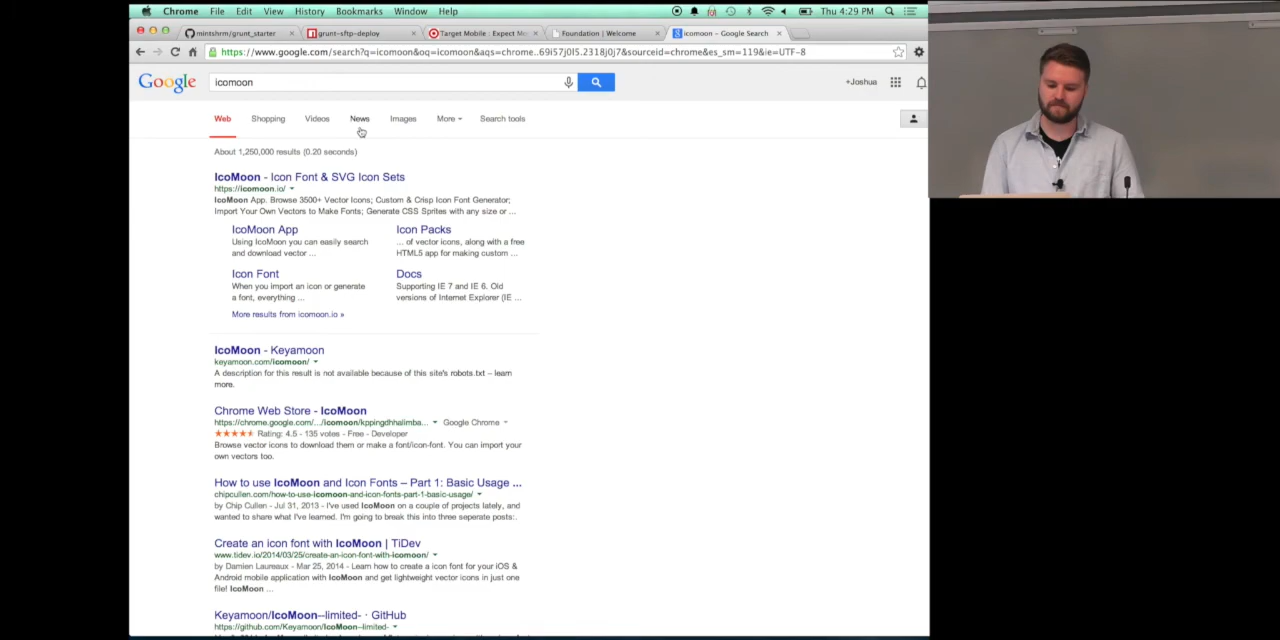 Chrome File Edit View History Bookmarks Window Help Thu 4:29 PM
mintshrm/grunt_starter grunt-sftp-deploy Target Mobile : Expect Mo Foundation | Welcome icomoon - Google Search
https://www.google.com/search?q=icomoon&oq=icomoon&aqs=chrome..69i57j0l5.2318j0j7&sourceid=chrome&es_sm=119&ie=UTF-8
Google icomoon +Joshua
Web Shopping Videos News Images More Search tools
About 1,250,000 results (0.20 seconds)
IcoMoon - Icon Font & SVG Icon Sets
https://icomoon.io/
IcoMoon App. Browse 3500+ Vector Icons; Custom & Crisp Icon Font Generator;
Import Your Own Vectors to Make Fonts; Generate CSS Sprites with any size or ...
IcoMoon App
Using IcoMoon you can easily search
and download vector ...
Icon Packs
... of vector icons, along with a free
HTML5 app for making custom ...
Icon Font
When you import an icon or generate
a font, everything ...
Docs
Supporting IE 7 and IE 6. Old
versions of Internet Explorer (IE ...
More results from icomoon.io »
IcoMoon - Keyamoon
keyamoon.com/icomoon/
A description for this result is not available because of this site's robots.txt – learn
more.
Chrome Web Store - IcoMoon
https://chrome.google.com/.../icomoon/kppingdhhalimba... Google Chrome
Rating: 4.5 - 135 votes - Free - Developer
Browse vector icons to download them or make a font/icon-font. You can import your
own vectors too.
How to use IcoMoon and Icon Fonts – Part 1: Basic Usage ...
chipcullen.com/how-to-use-icomoon-and-icon-fonts-part-1-basic-usage/
by Chip Cullen - Jul 31, 2013 - I've used IcoMoon on a couple of projects lately, and
wanted to share what I've learned. I'm going to break this into three seperate posts:.
Create an icon font with IcoMoon | TiDev
www.tidev.io/2014/03/25/create-an-icon-font-with-icomoon/
by Damien Laureaux - Mar 25, 2014 - Learn how to create a icon font for your iOS &
Android mobile application with IcoMoon and get lightweight vector icons in just one
file! IcoMoon ...
Keyamoon/IcoMoon--limited- · GitHub
https://github.com/Keyamoon/IcoMoon--limited-